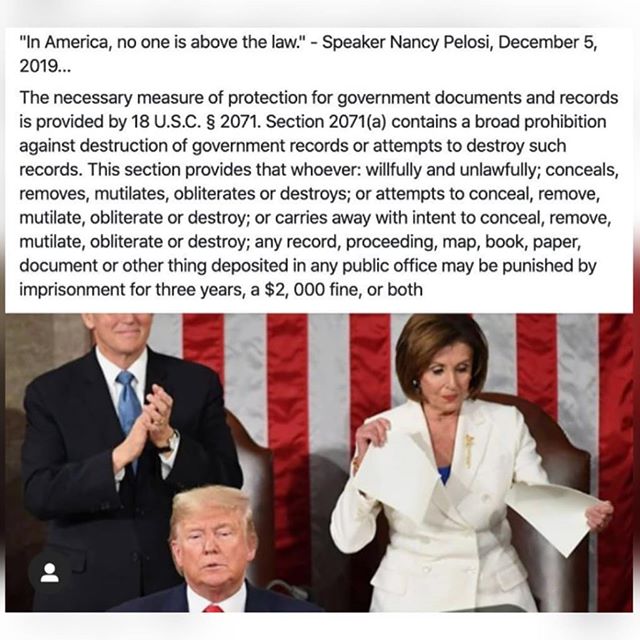 "In America, no one is above the law." - Speaker Nancy Pelosi, December 5,
2019...
The necessary measure of protection for government documents and records
is provided by 18 U.S.C. § 2071. Section 2071(a) contains a broad prohibition
against destruction of government records or attempts to destroy such
records. This section provides that whoever: willfully and unlawfully; conceals,
removes, mutilates, obliterates or destroys; or attempts to conceal, remove,
mutilate, obliterate or destroy; or carries away with intent to conceal, remove,
mutilate, obliterate or destroy; any record, proceeding, map, book, paper,
document or other thing deposited in any public office may be punished by
imprisonment for three years, a $2, 000 fine, or both